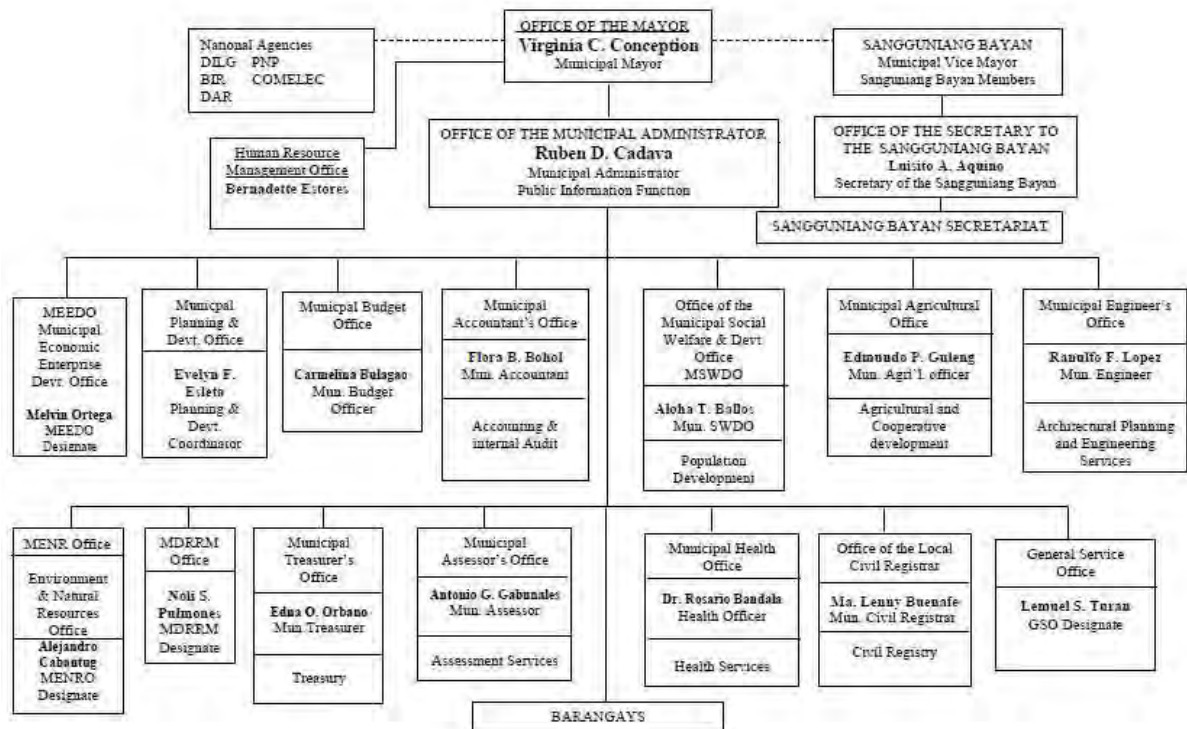 OFFICE OF THE MAYOR
Virginia C. Conception
Municipal Mayor
National Agencies
DILG PNP
BIR COMELEC
DAR
SANGGUNIANG BAYAN
Municipal Vice Mayor
Sanguniang Bayan Members
Human Resource
Management Office
Bernadette Estores
OFFICE OF THE MUNICIPAL ADMINISTRATOR
Ruben D. Cadava
Municipal Administrator
Public Information Function
OFFICE OF THE SECRETARY TO
THE SANGGUNIANG BAYAN
Luisito A. Aquino
Secretary of the Sangguniang Bayan
SANGGUNIANG BAYAN SECRETARIAT
MEEDO
Municipal
Economic
Enterprise
Devt. Office
Melvin Ortega
MEEDO
Designate
Municpal
Planning &
Devt. Office
Evelyn F.
Esleta
Planning &
Devt.
Coordinator
Municpal Budget
Office
Carmelina Bulagao
Mun. Budget
Officer
Municipal
Accountant's Office
Flora B. Bohol
Mun. Accountant
Accounting &
internal Audit
Office of the
Municipal Social
Welfare & Devt
Office
MSWDO
Aloha T. Ballos
Mun. SWDO
Population
Development
Municipal Agricultural
Office
Edmundo P. Guleng
Mun. Agri'l. officer
Agricultural and
Cooperative
development
Municipal Engineer's
Office
Ranulfo F. Lopez
Mun. Engineer
Architectural Planning
and Engineering
Services
MENR Office
Environment
& Natural
Resources
Office
Alejandro
Cabantug
MENRO
Designate
MDRRM
Office
Noli S.
Pulmones
MDRRM
Designate
Municipal
Treasurer's
Office
Edna O. Orbano
Mun Treasurer
Treasury
Municipal
Assessor's Office
Antonio G. Gabunales
Mun. Assessor
Assessment Services
Municipal Health
Office
Dr. Rosario Bandala
Health Officer
Health Services
Office of the Local
Civil Registrar
Ma. Lenny Buenafe
Mun. Civil Registrar
Civil Registry
General Service
Office
Lemuel S. Turan
GSO Designate
BARANGAYS